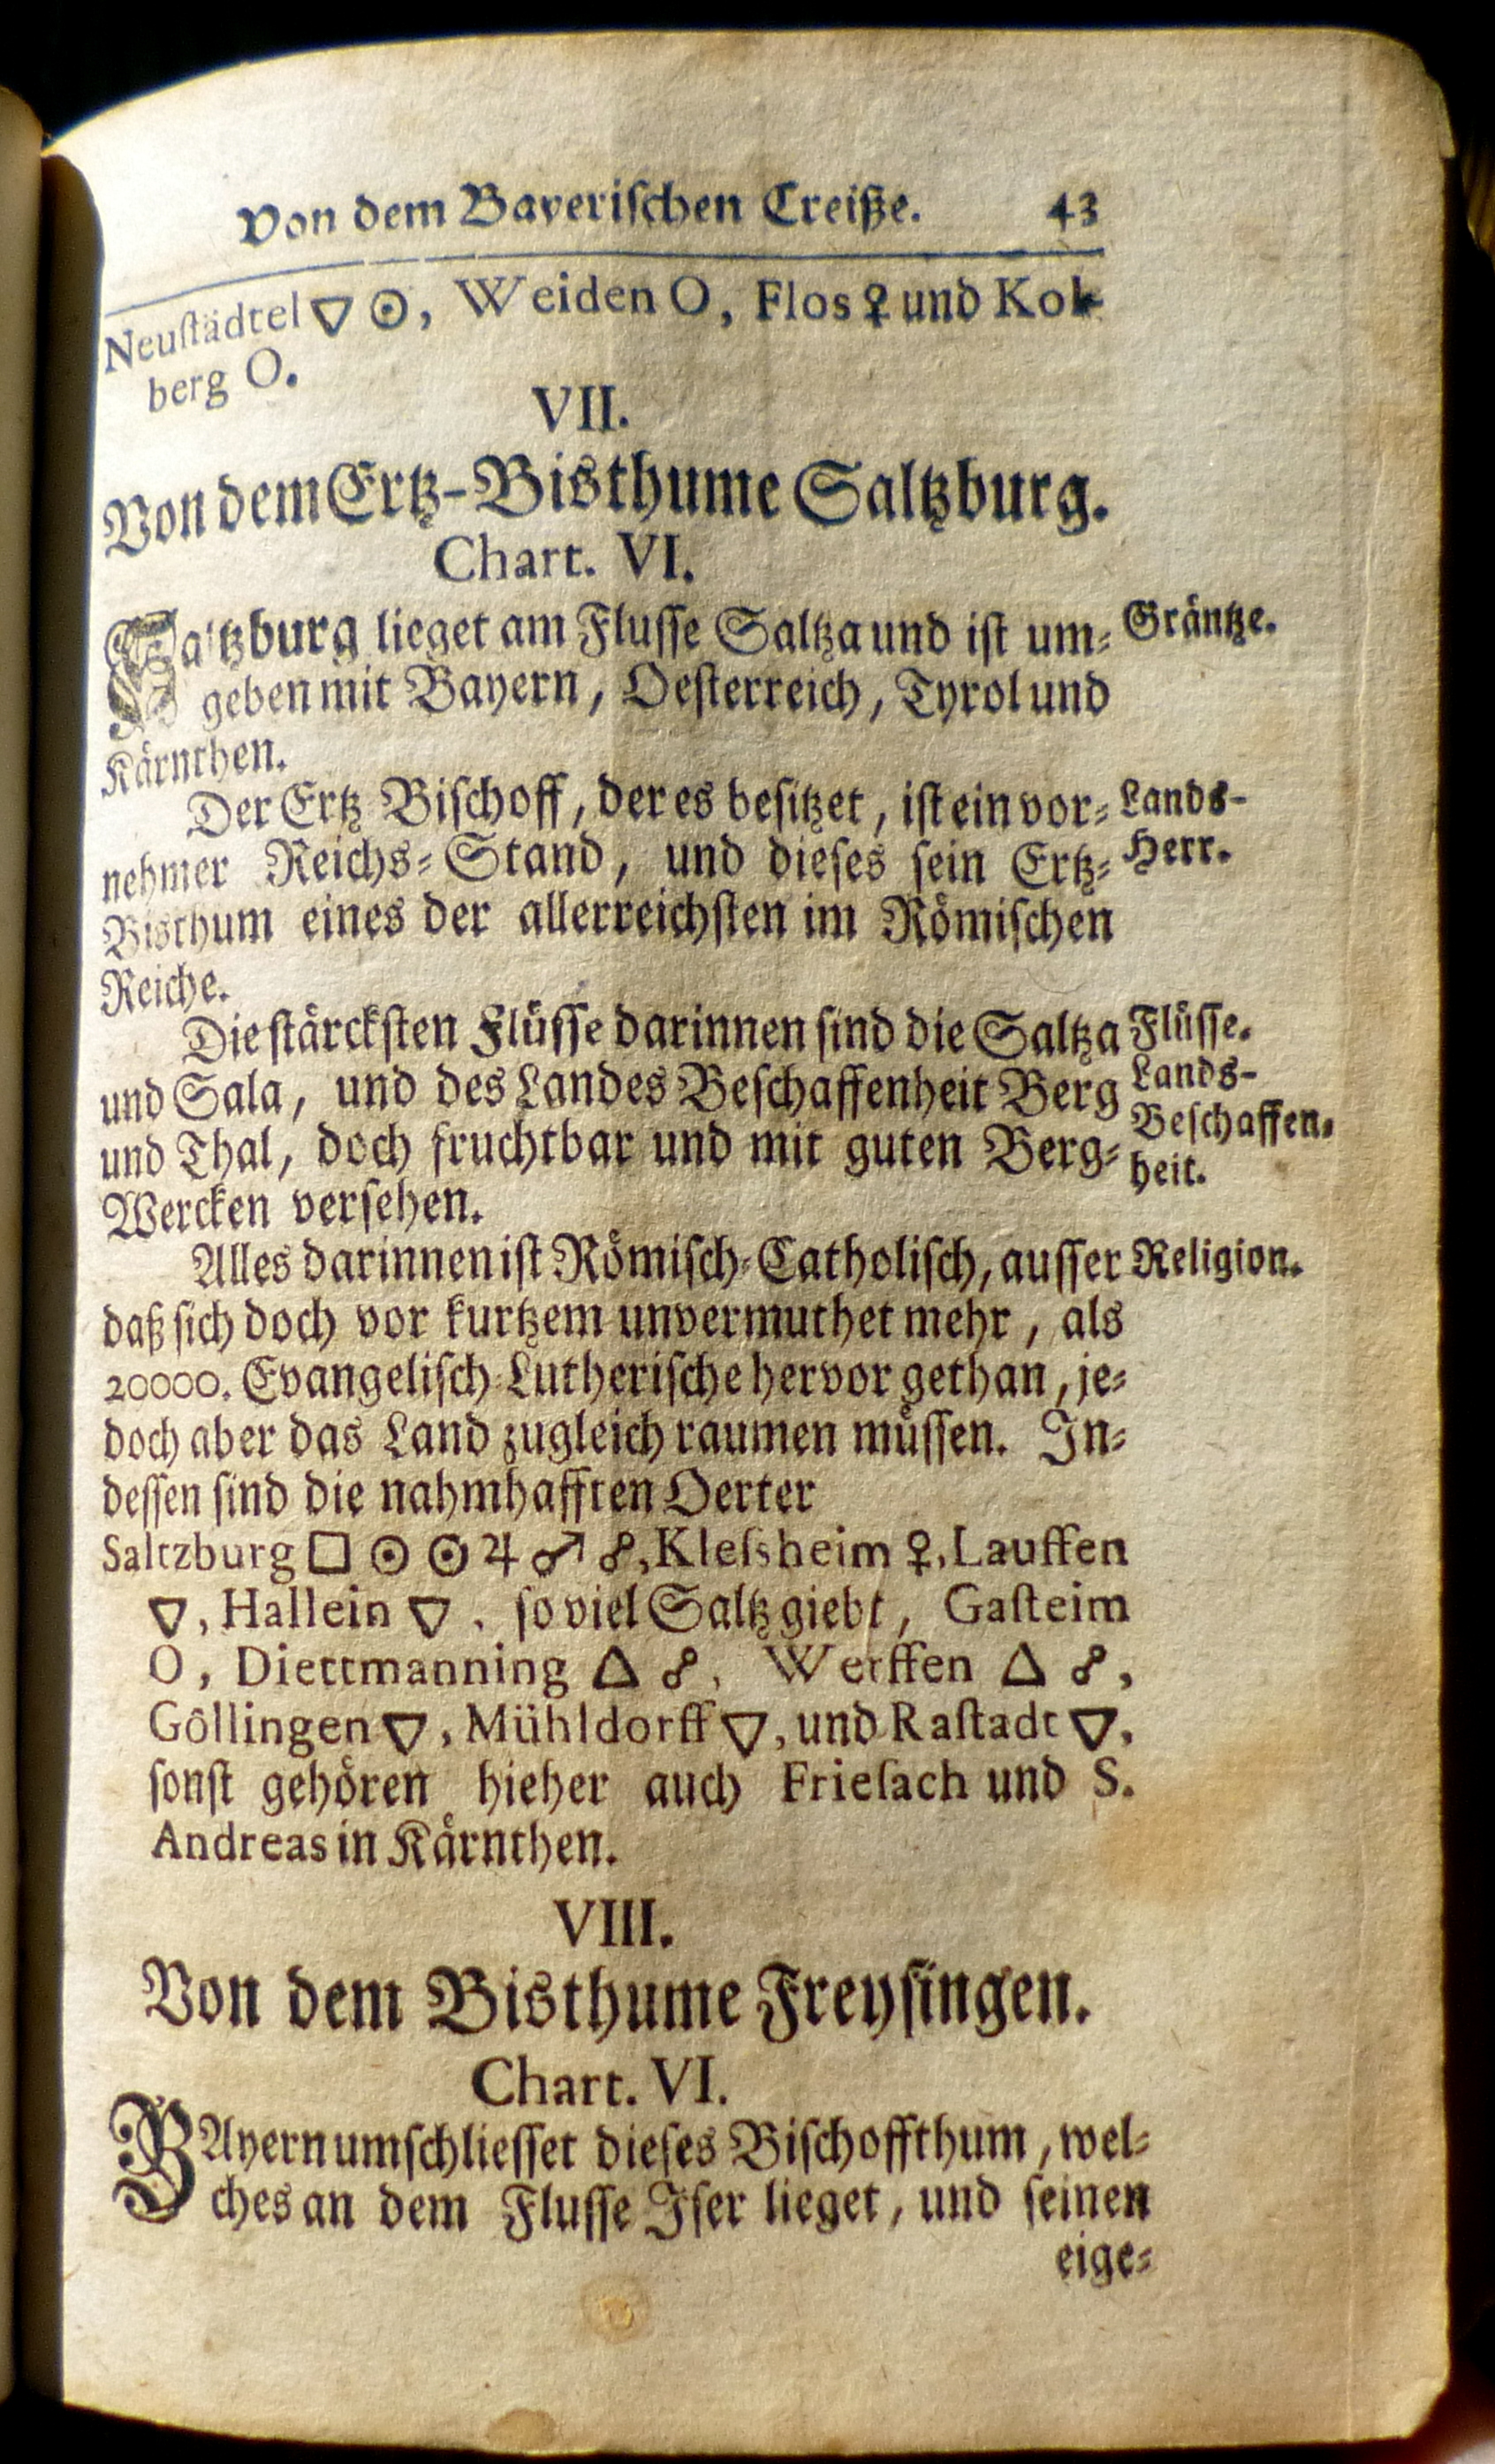 Von dem Bayeriſchen Creiße. 43
Neuſtädtel 🜄 ☉, Weiden O, Flos ♀ und Kol-
berg O.
VII.
Von dem Ertz-Bisthume Saltzburg.
Chart. VI.
Saltzburg lieget am Fluſſe Saltza und iſt um- Gräntze.
geben mit Bayern, Oeſterreich, Tyrol und
Kärnthen.
Der Ertz Biſchoff, der es beſitzet, iſt ein vor- Lands-
nehmer Reichs-Stand, und dieſes ſein Ertz- Herr.
Bisthum eines der allerreichſten im Römiſchen
Reiche.
Die ſtärckſten Flüſſe darinnen ſind die Saltza Flüſſe.
und Sala, und des Landes Beſchaffenheit Berg Lands-
und Thal, doch fruchtbar und mit guten Berg- Beſchaffen-
Wercken verſehen. heit.
Alles darinnen iſt Römiſch-Catholiſch, auſſer Religion.
daß ſich doch vor kurtzem unvermuthet mehr, als
20000. Evangeliſch-Lutheriſche hervor gethan, je-
doch aber das Land zugleich raumen müſſen. In-
deſſen ſind die nahmhafften Oerter
Saltzburg □ ☉ ☉ ♃ ♂ ☍, Kleſsheim ♀, Lauffen
🜄, Hallein 🜄, ſo viel Saltz giebt, Gaſteim
O, Diettmanning △ ☍, Werffen △ ☍,
Göllingen 🜄, Mühldorff 🜄, und Raſtadt 🜄,
ſonſt gehören hieher auch Frieſach und S.
Andreas in Kärnthen.
VIII.
Von dem Bisthume Freyſingen.
Chart. VI.
BAyern umſchlieſſet dieſes Biſchoffthum, wel-
ches an dem Fluſſe Iſer lieget, und ſeinen
eige-